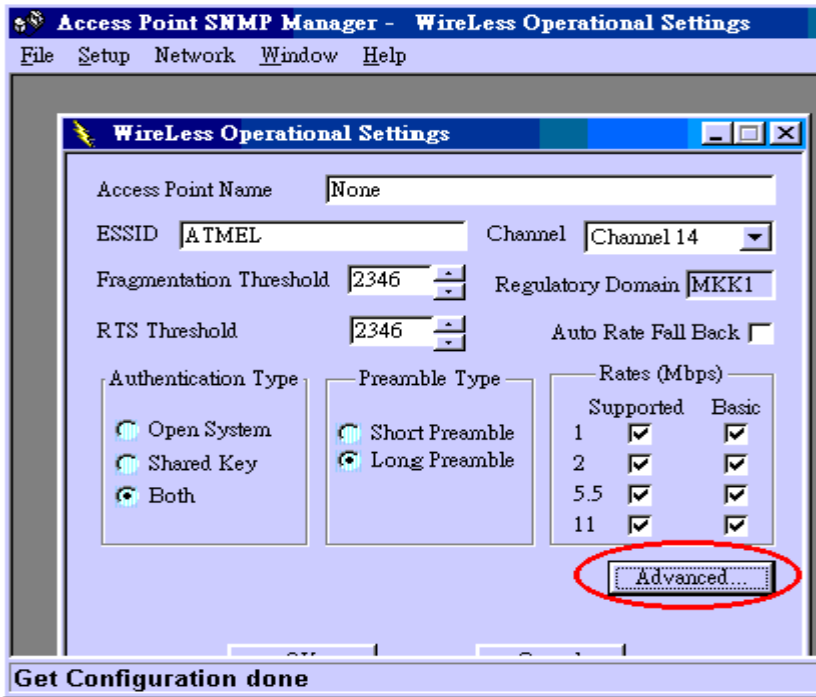 Access Point SNMP Manager - WireLess Operational Settings
File Setup Network Window Help
WireLess Operational Settings
Access Point Name None
ESSID ATMEL Channel Channel 14
Fragmentation Threshold 2346 Regulatory Domain MKK1
RTS Threshold 2346 Auto Rate Fall Back
Authentication Type Preamble Type Rates (Mbps)
Supported Basic
Open System Short Preamble 1
Shared Key Long Preamble 2
Both 5.5
11
Advanced...
Get Configuration done